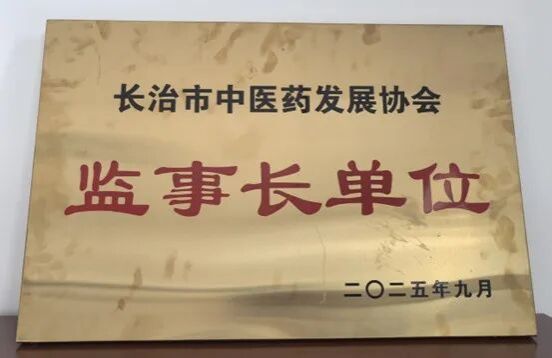 长治市中医药发展协会
监事长单位
二〇二五年九月